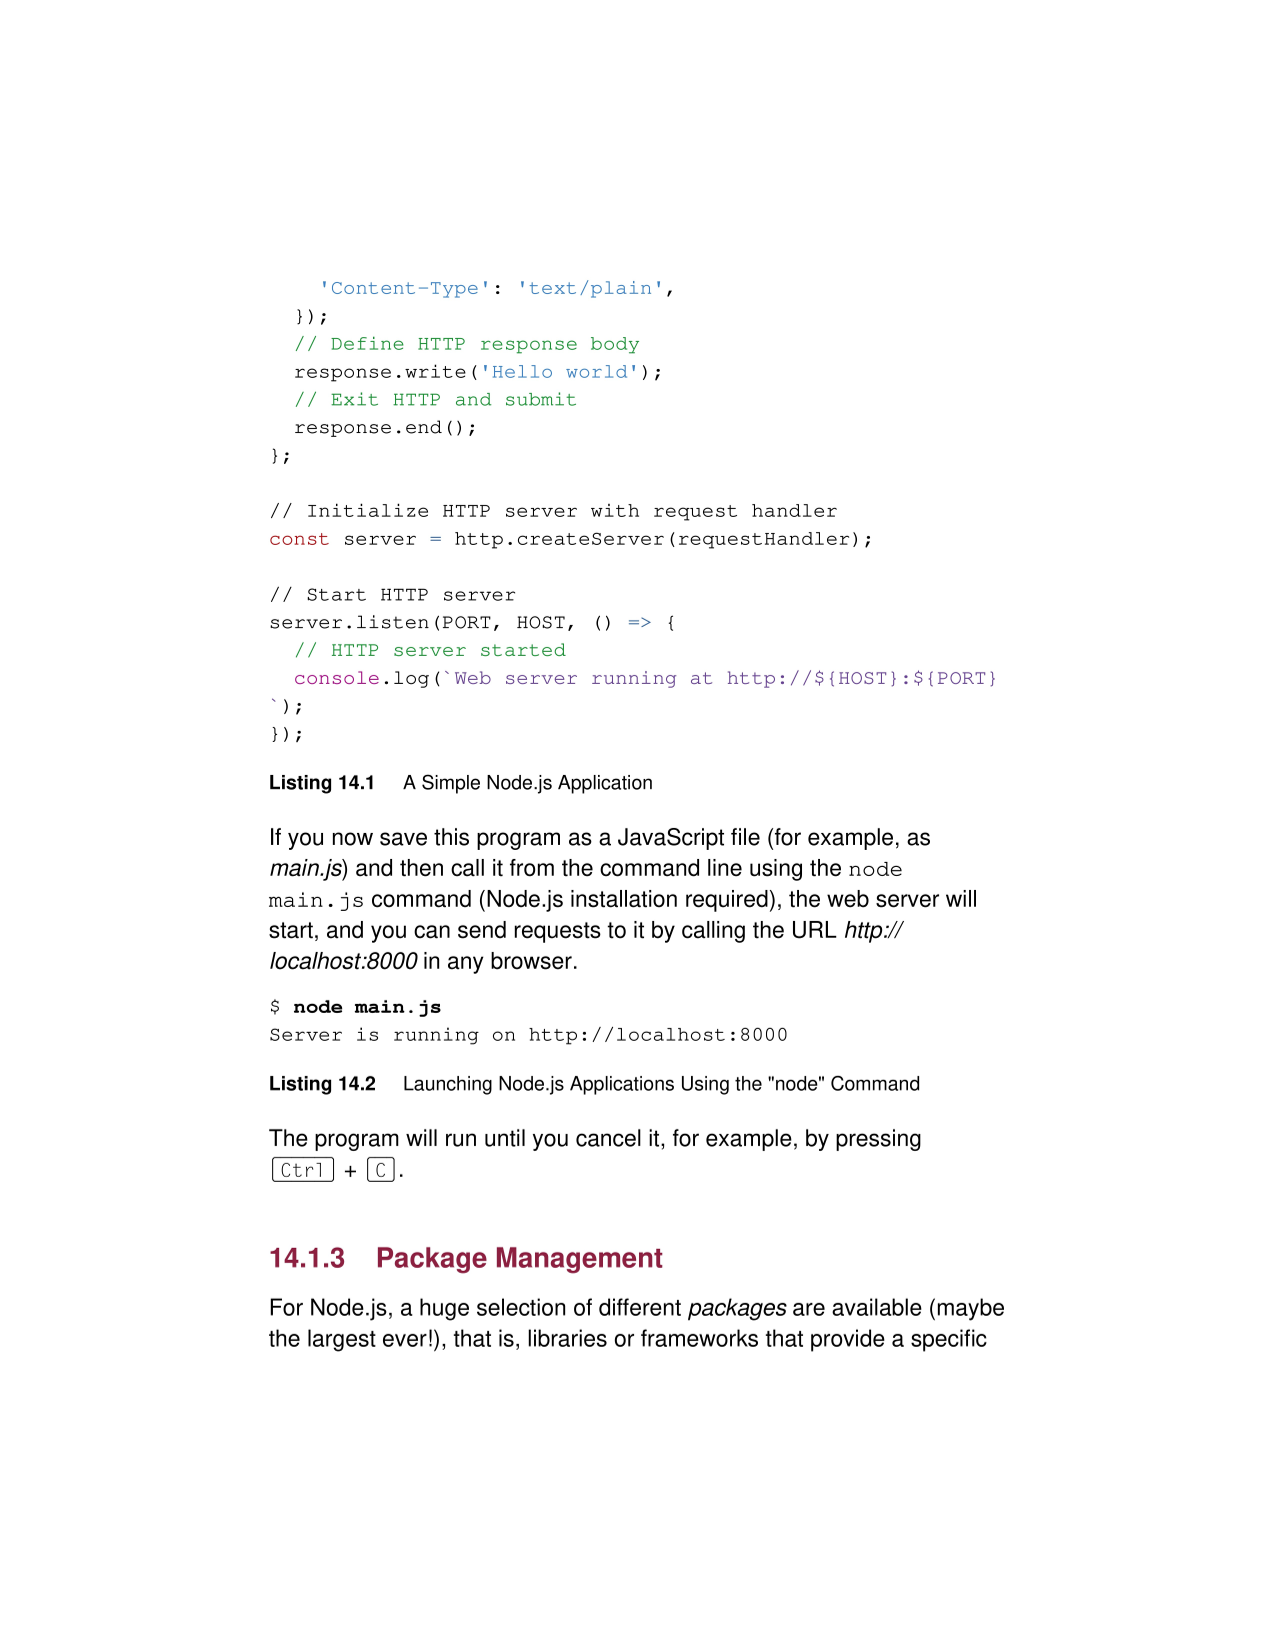 'Content-Type': 'text/plain',
  });
  // Define HTTP response body
  response.write('Hello world');
  // Exit HTTP and submit
  response.end();
};

// Initialize HTTP server with request handler
const server = http.createServer(requestHandler);

// Start HTTP server
server.listen(PORT, HOST, () => {
  // HTTP server started
  console.log(`Web server running at http://${HOST}:${PORT}
`);
});
Listing 14.1 A Simple Node.js Application
If you now save this program as a JavaScript file (for example, as
main.js) and then call it from the command line using the node
main.js command (Node.js installation required), the web server will
start, and you can send requests to it by calling the URL http://
localhost:8000 in any browser.
$ node main.js
Server is running on http://localhost:8000
Listing 14.2 Launching Node.js Applications Using the "node" Command
The program will run until you cancel it, for example, by pressing
Ctrl + C.
14.1.3 Package Management
For Node.js, a huge selection of different packages are available (maybe
the largest ever!), that is, libraries or frameworks that provide a specific